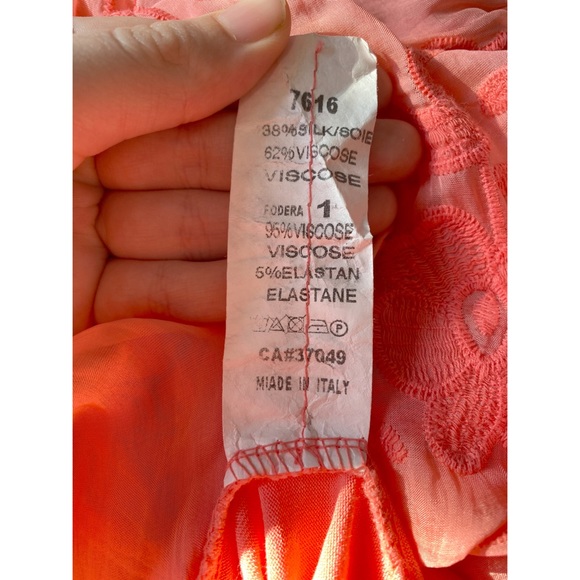 7616
38%SILK/SOIE
62%VISCOSE
VISCOSE
FODERA 1
95%VISCOSE
VISCOSE
5%ELASTAN
ELASTANE
P
CA#37049
MADE IN ITALY